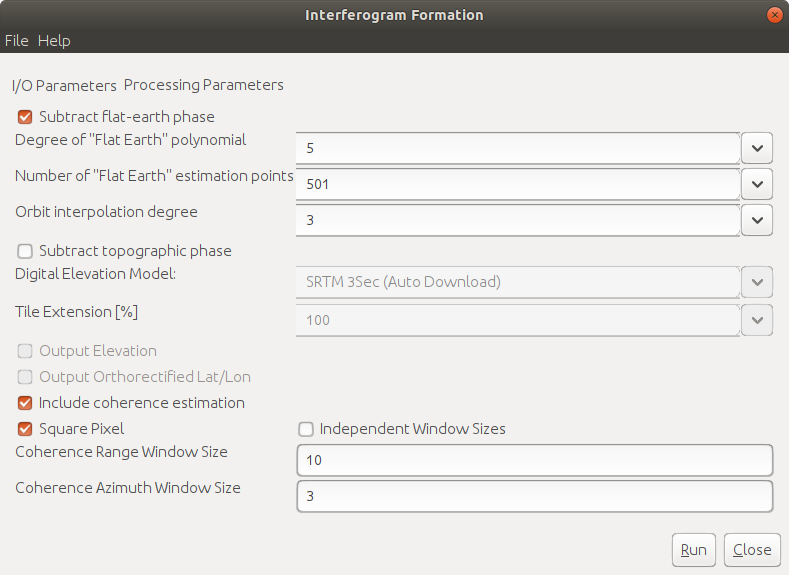 Interferogram Formation
File Help
I/O Parameters Processing Parameters
Subtract flat-earth phase
Degree of "Flat Earth" polynomial 5
Number of "Flat Earth" estimation points 501
Orbit interpolation degree 3
Subtract topographic phase
Digital Elevation Model: SRTM 3Sec (Auto Download)
Tile Extension [%] 100
Output Elevation
Output Orthorectified Lat/Lon
Include coherence estimation
Square Pixel Independent Window Sizes
Coherence Range Window Size 10
Coherence Azimuth Window Size 3
Run Close